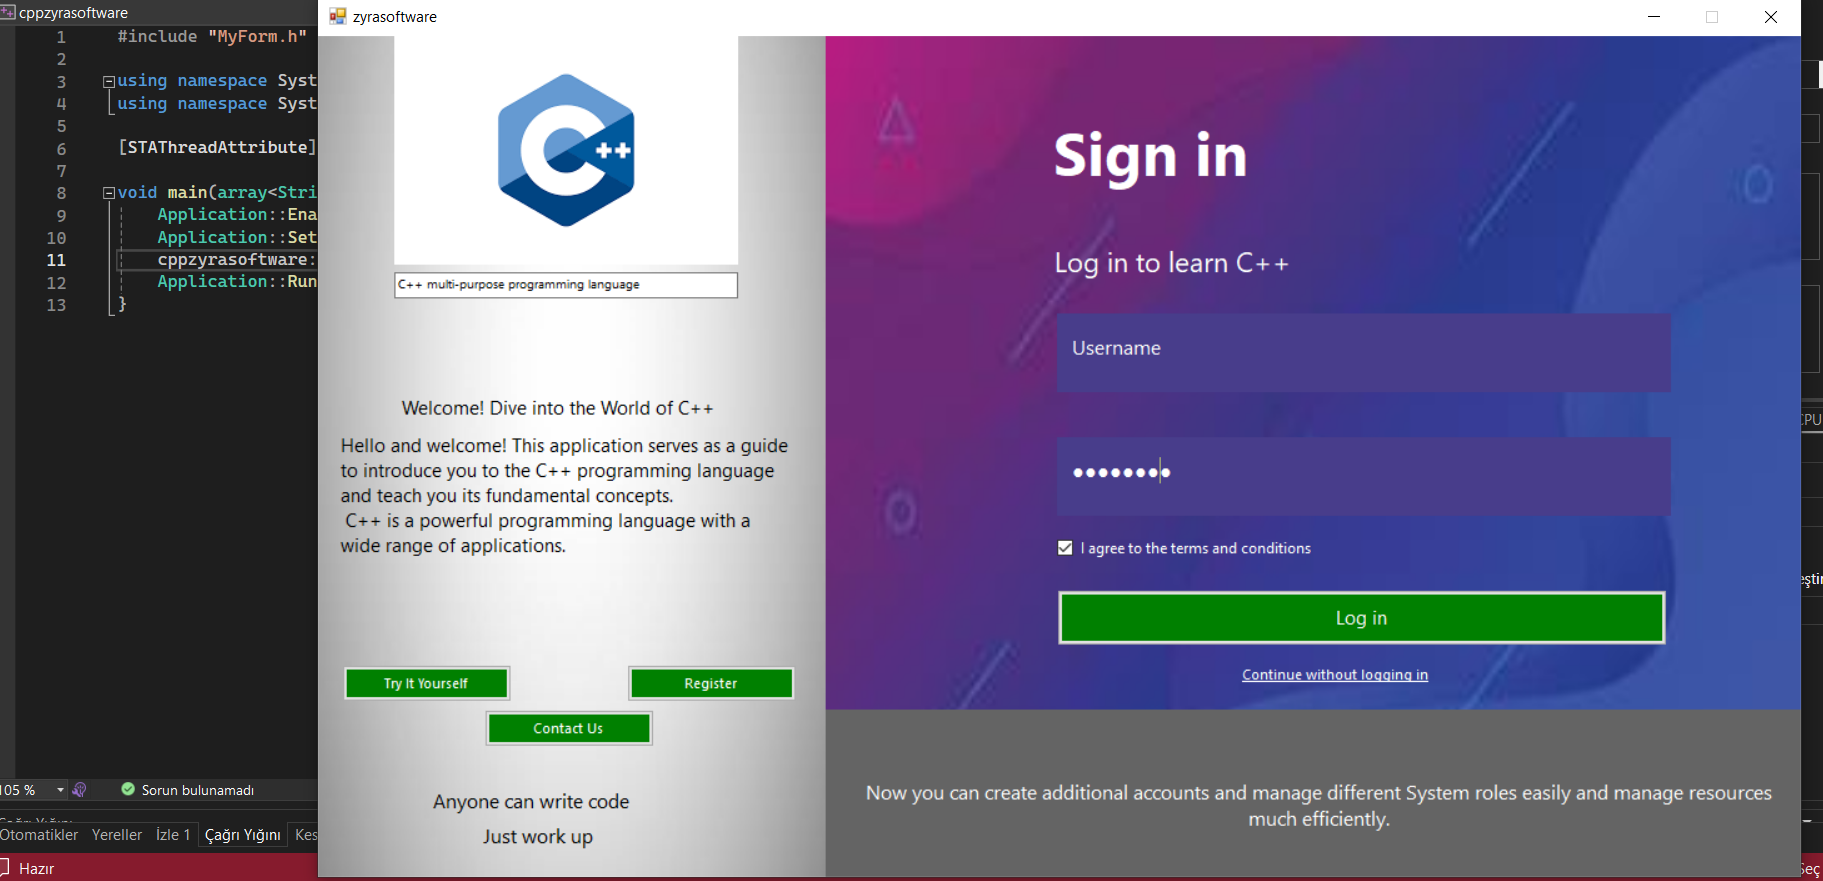 cppzyrasoftware
1 #include "MyForm.h"
2
3 using namespace Syst
4 using namespace Syst
5
6 [STAThreadAttribute]
7
8 void main(array<Stri
9 Application::Ena
10 Application::Set
11 cppzyrasoftware:
12 Application::Run
13 }
105 %
Sorun bulunamadı
Otomatikler Yereller İzle 1 Çağrı Yığını Kes
Hazır
zyrasoftware
C++
C++ multi-purpose programming language
Welcome! Dive into the World of C++
Hello and welcome! This application serves as a guide
to introduce you to the C++ programming language
and teach you its fundamental concepts.
C++ is a powerful programming language with a
wide range of applications.
Try It Yourself
Register
Contact Us
Anyone can write code
Just work up
Sign in
Log in to learn C++
Username
I agree to the terms and conditions
Log in
Continue without logging in
Now you can create additional accounts and manage different System roles easily and manage resources
much efficiently.
CPU
eştir
Seç